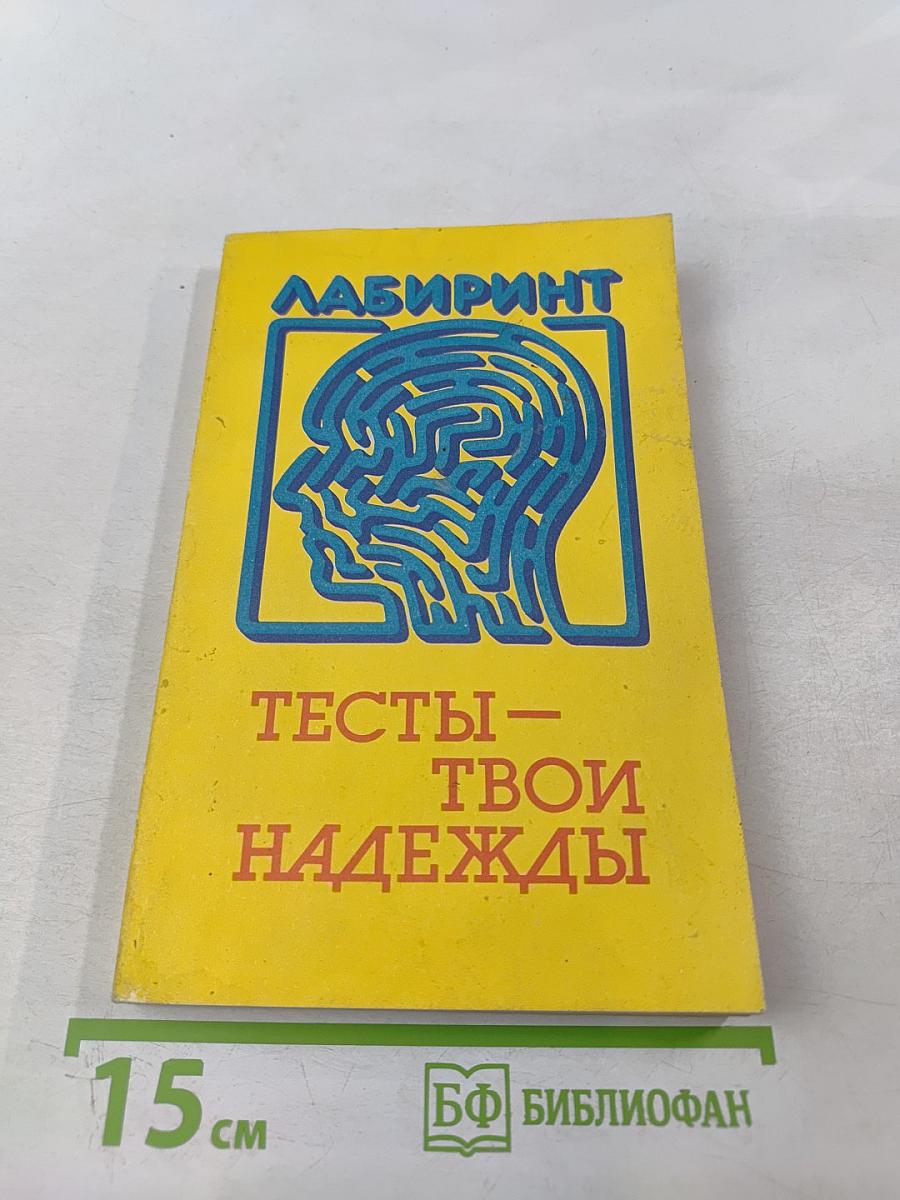 ЛАБИРИНТ
ТЕСТЫ —
ТВОИ
НАДЕЖДЫ
15 см
БФ БИБЛИОФАН